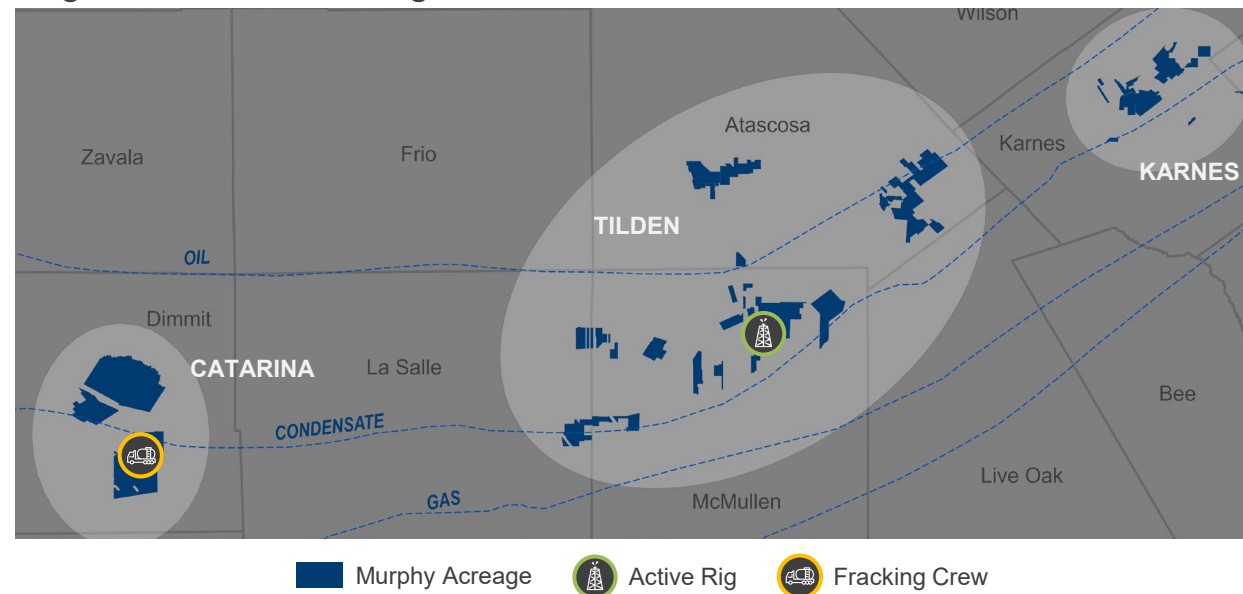 Wilson
Atascosa
Zavala
Frio
Karnes
KARNES
TILDEN
OIL
Dimmit
CATARINA
La Salle
Bee
CONDENSATE
Live Oak
GAS
McMullen
Murphy Acreage
Active Rig
Fracking Crew